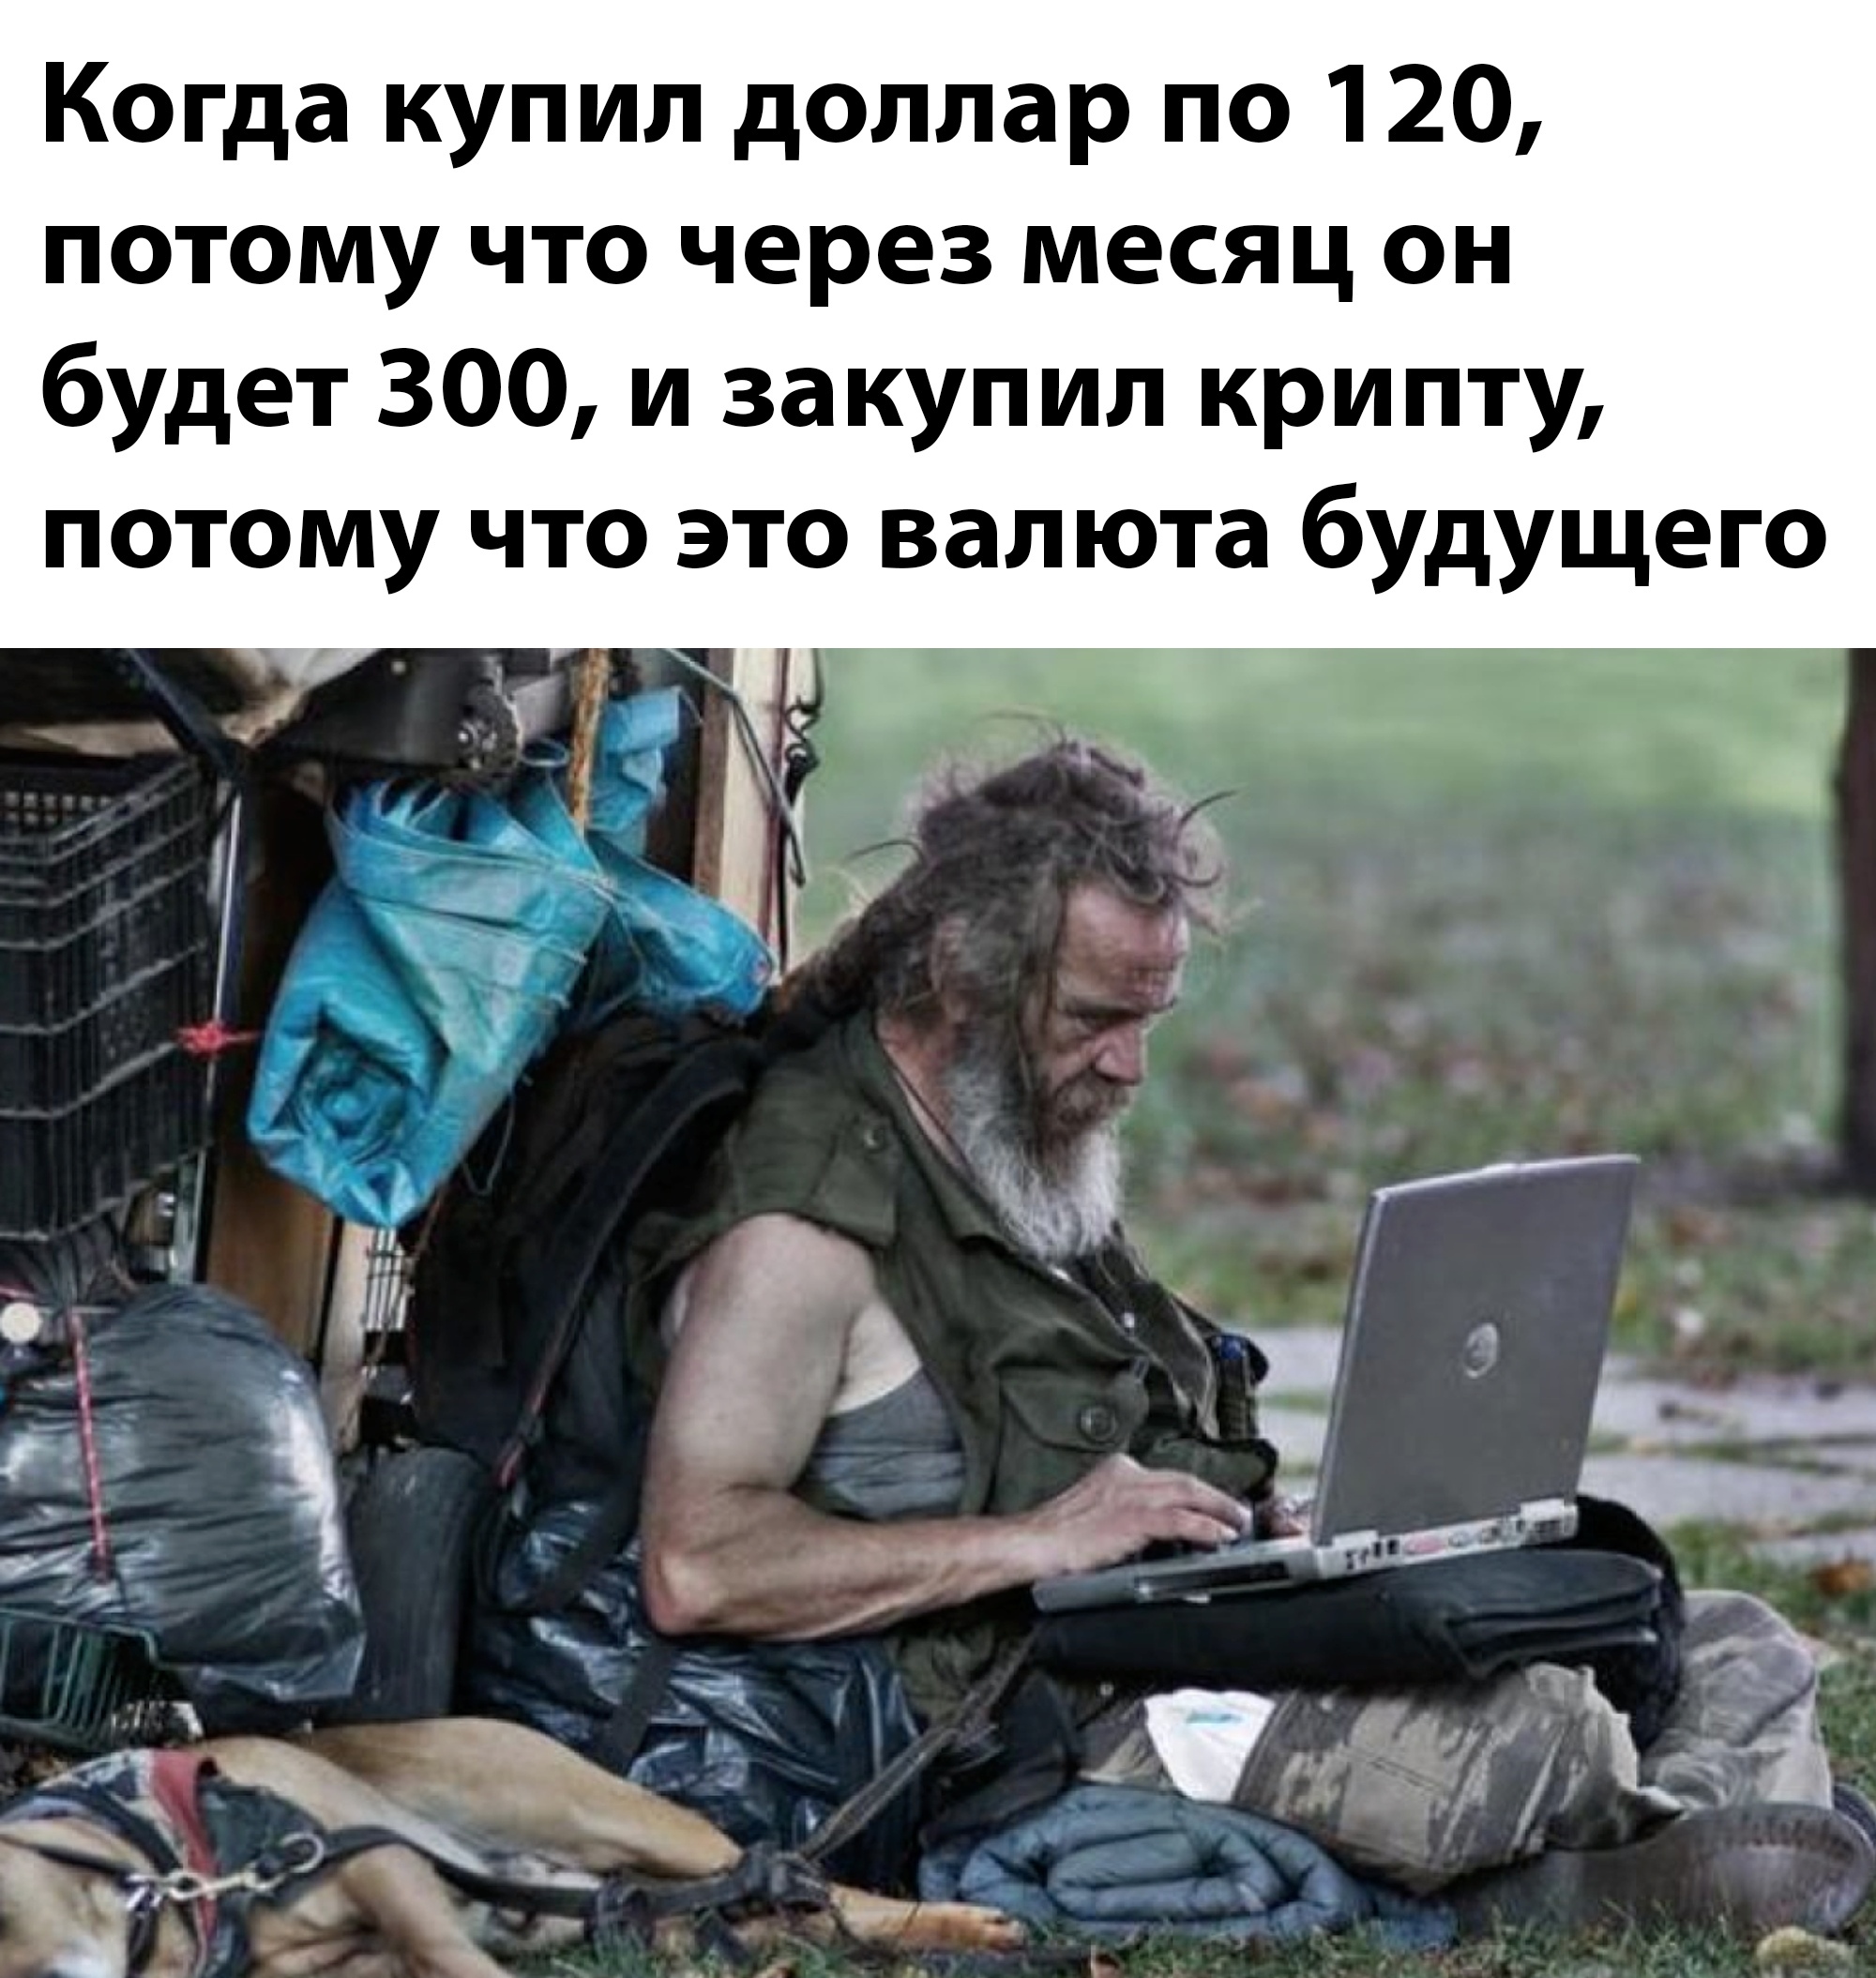 Когда купил доллар по 120,
потому что через месяц он
будет 300, и закупил крипту,
потому что это валюта будущего